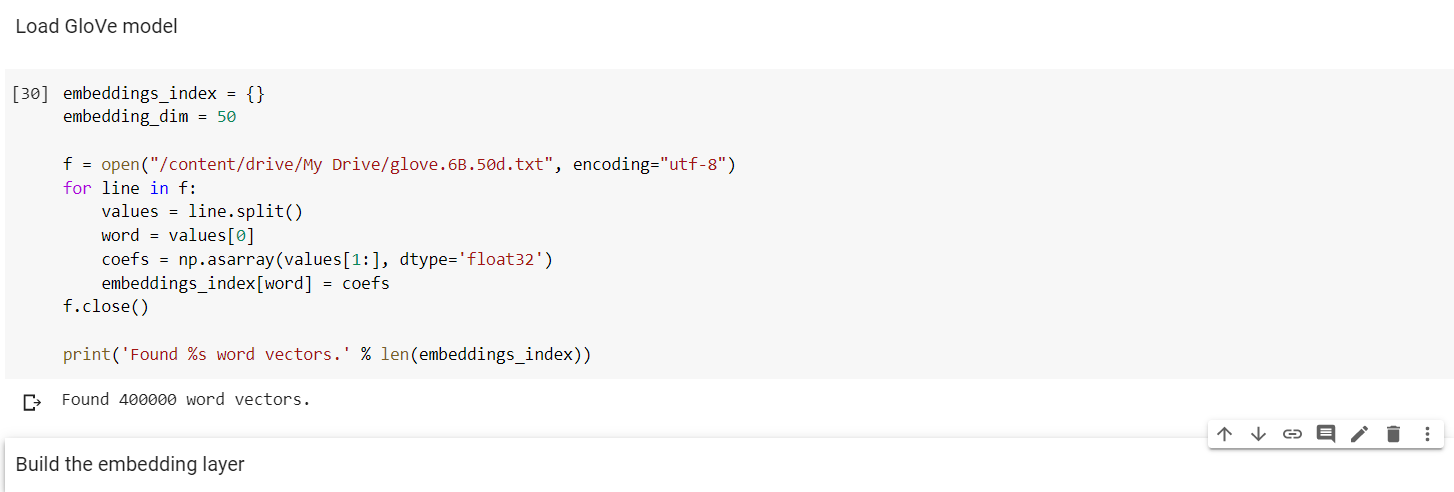 Load GloVe model
[30] embeddings_index = {}
embedding_dim = 50
f = open("/content/drive/My Drive/glove.6B.50d.txt", encoding="utf-8")
for line in f:
    values = line.split()
    word = values[0]
    coefs = np.asarray(values[1:], dtype='float32')
    embeddings_index[word] = coefs
f.close()
print('Found %s word vectors.' % len(embeddings_index))
Found 400000 word vectors.
Build the embedding layer